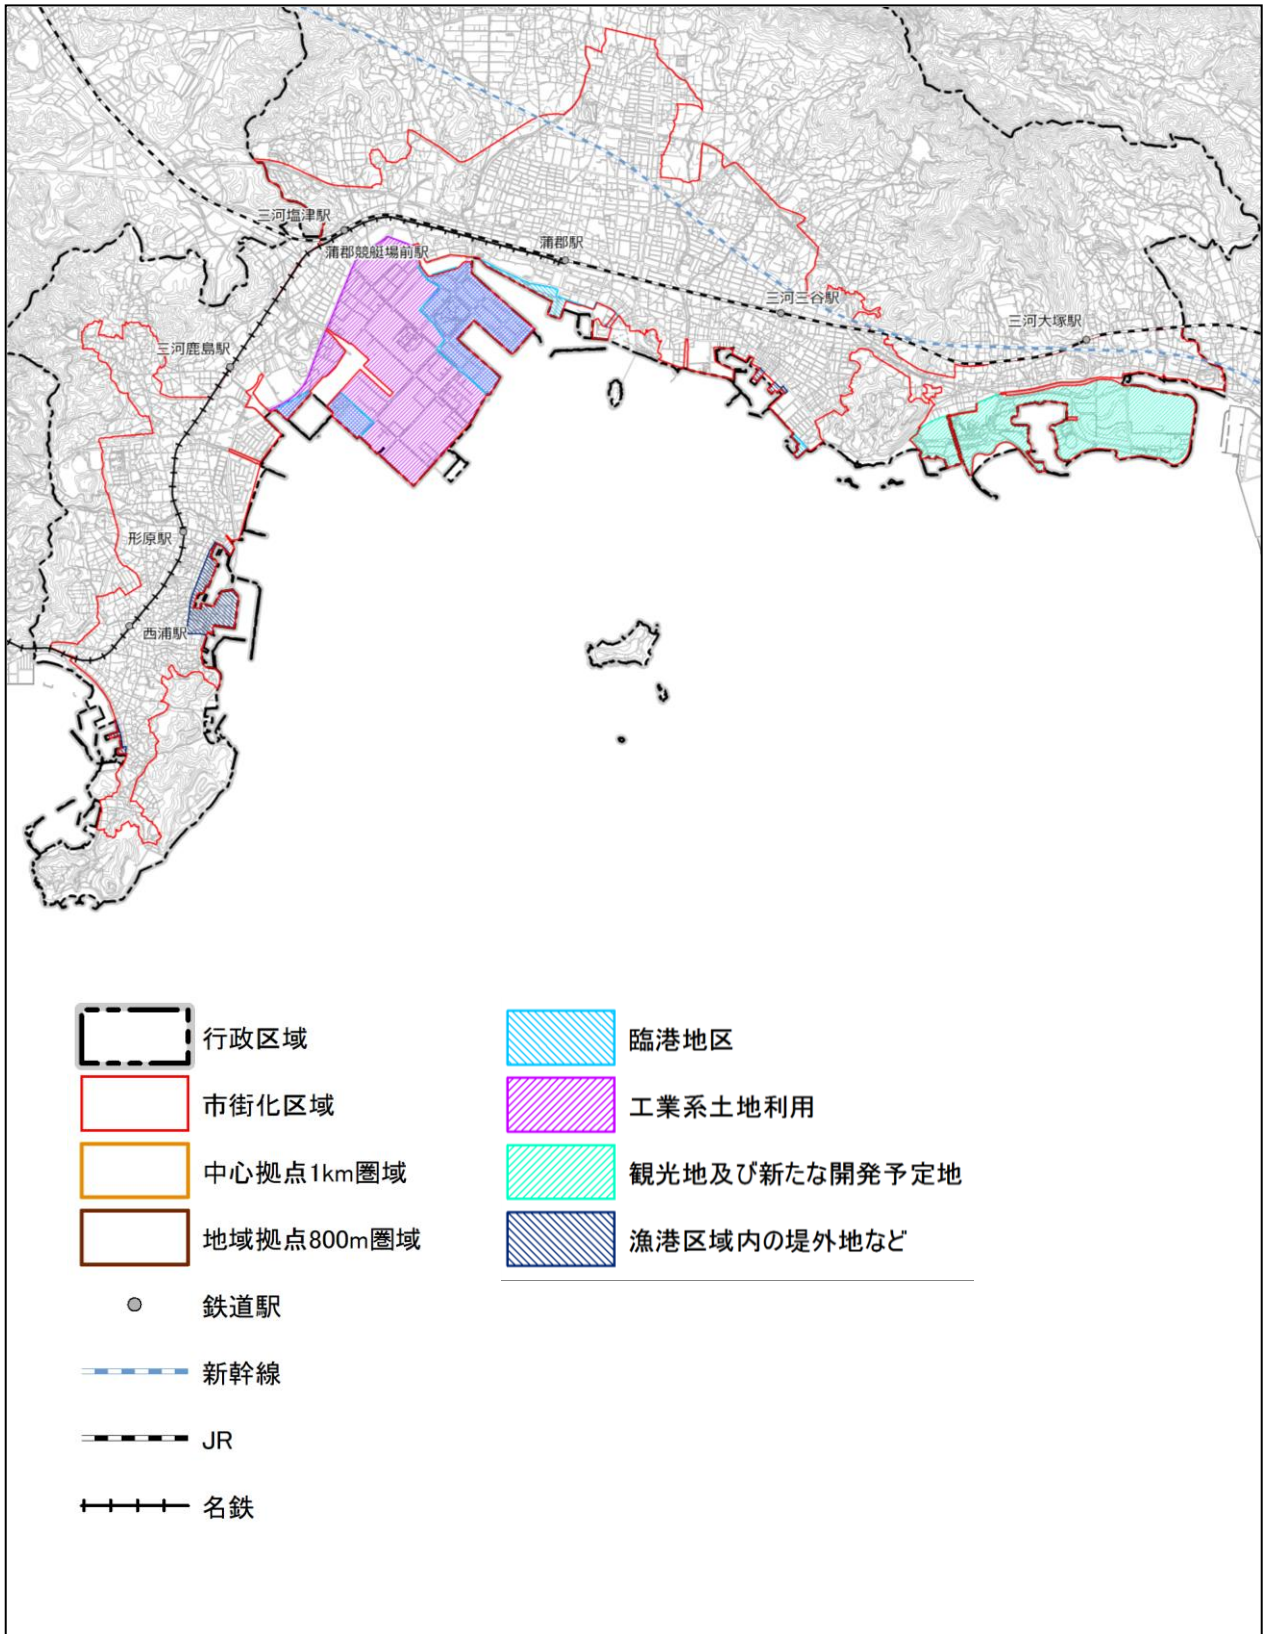 三河塩津駅
蒲郡競艇場前駅
蒲郡駅
三河三谷駅
三河大塚駅
三河鹿島駅
形原駅
西浦駅
行政区域
市街化区域
中心拠点1km圏域
地域拠点800m圏域
鉄道駅
新幹線
JR
名鉄
臨港地区
工業系土地利用
観光地及び新たな開発予定地
漁港区域内の堤外地など